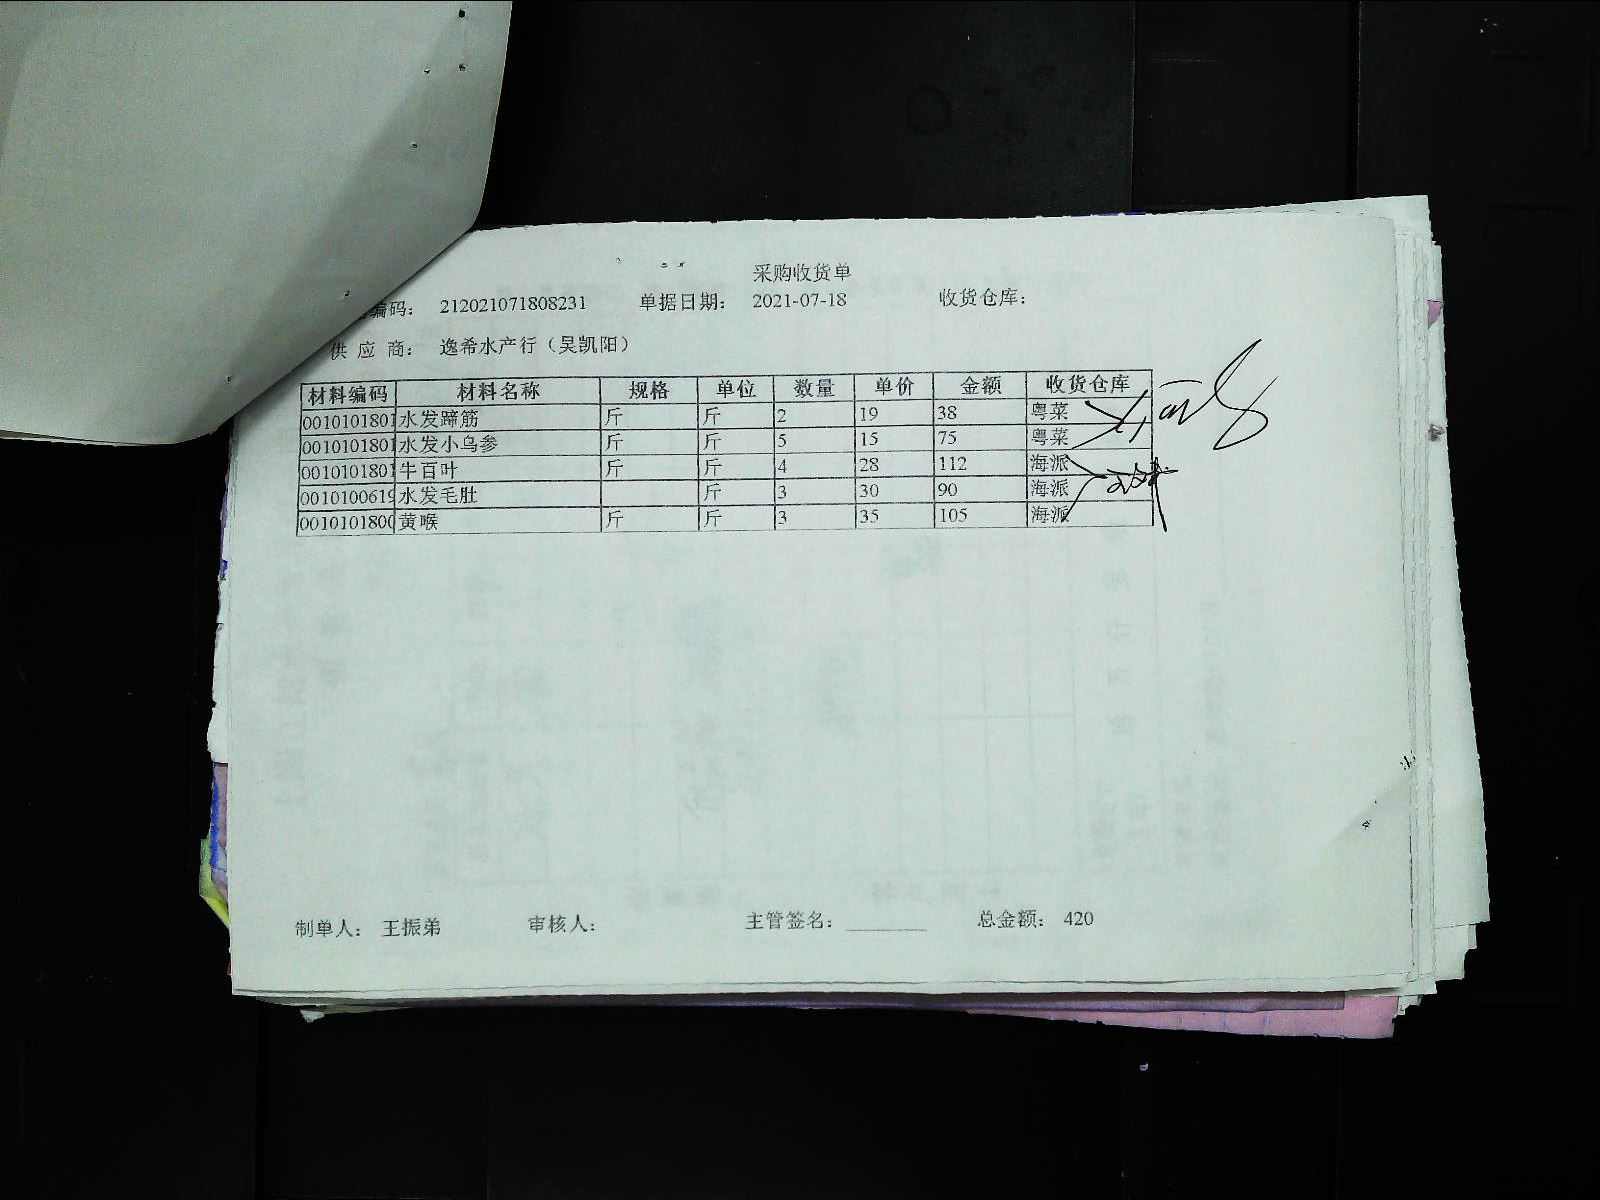 采购收货单
编码： 212021071808231 单据日期： 2021-07-18 收货仓库：
供 应 商： 逸希水产行（吴凯阳）
材料编码 材料名称 规格 单位 数量 单价 金额 收货仓库
0010101801 水发蹄筋 斤 斤 2 19 38 粤菜
0010101801 水发小乌参 斤 斤 5 15 75 粤菜
0010101801 牛百叶 斤 斤 4 28 112 海派
0010100619 水发毛肚 斤 3 30 90 海派
0010101800 黄喉 斤 斤 3 35 105 海派
制单人： 王振弟 审核人： 主管签名： 总金额： 420